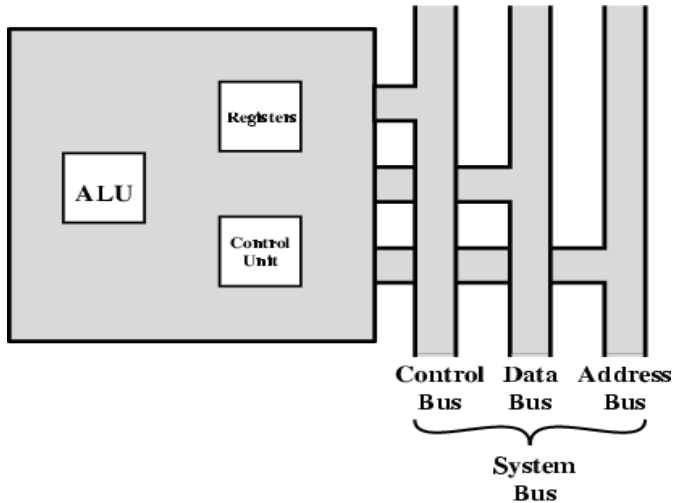 Registers
ALU
Control
Unit
Control Data Address
Bus Bus Bus
System
Bus